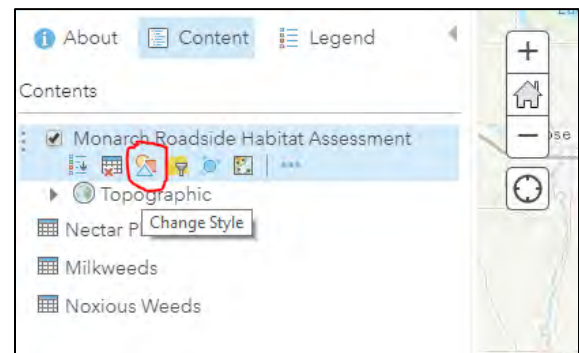 About Content Legend
Contents
Monarch Roadside Habitat Assessment
Topographic
Change Style
Nectar P
Milkweeds
Noxious Weeds